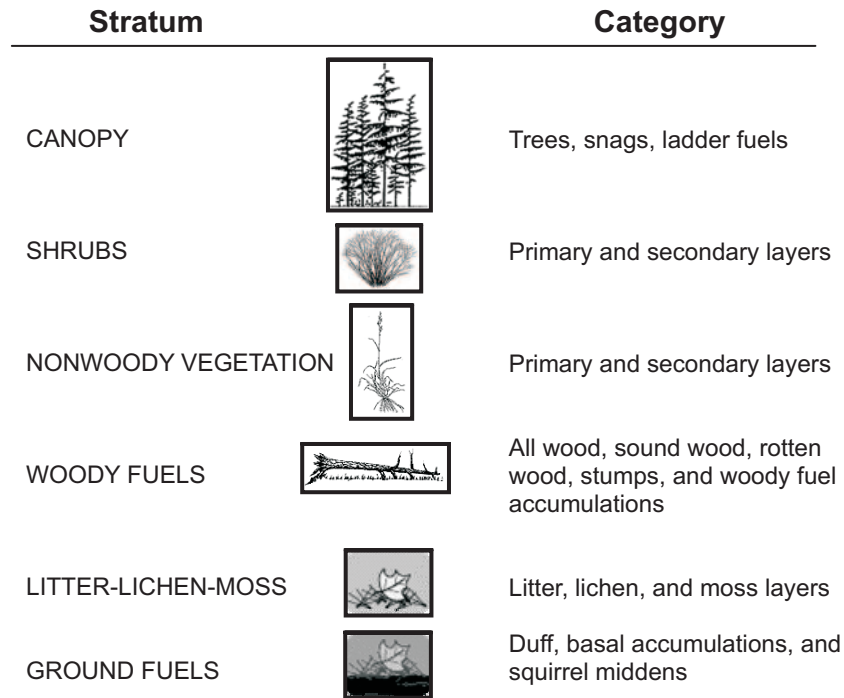 Stratum Category
CANOPY Trees, snags, ladder fuels
SHRUBS Primary and secondary layers
NONWOODY VEGETATION Primary and secondary layers
All wood, sound wood, rotten
WOODY FUELS wood, stumps, and woody fuel
accumulations
LITTER-LICHEN-MOSS Litter, lichen, and moss layers
Duff, basal accumulations, and
GROUND FUELS squirrel middens